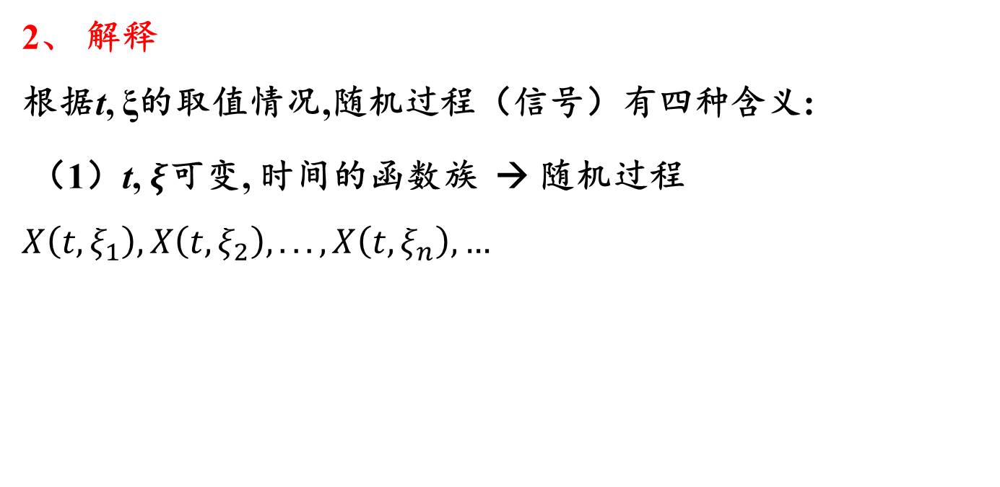 2、 解释
根据t, ξ的取值情况,随机过程（信号）有四种含义:
（1）t, ξ可变, 时间的函数族 → 随机过程
X(t, ξ₁), X(t, ξ₂), . . . , X(t, ξₙ), …